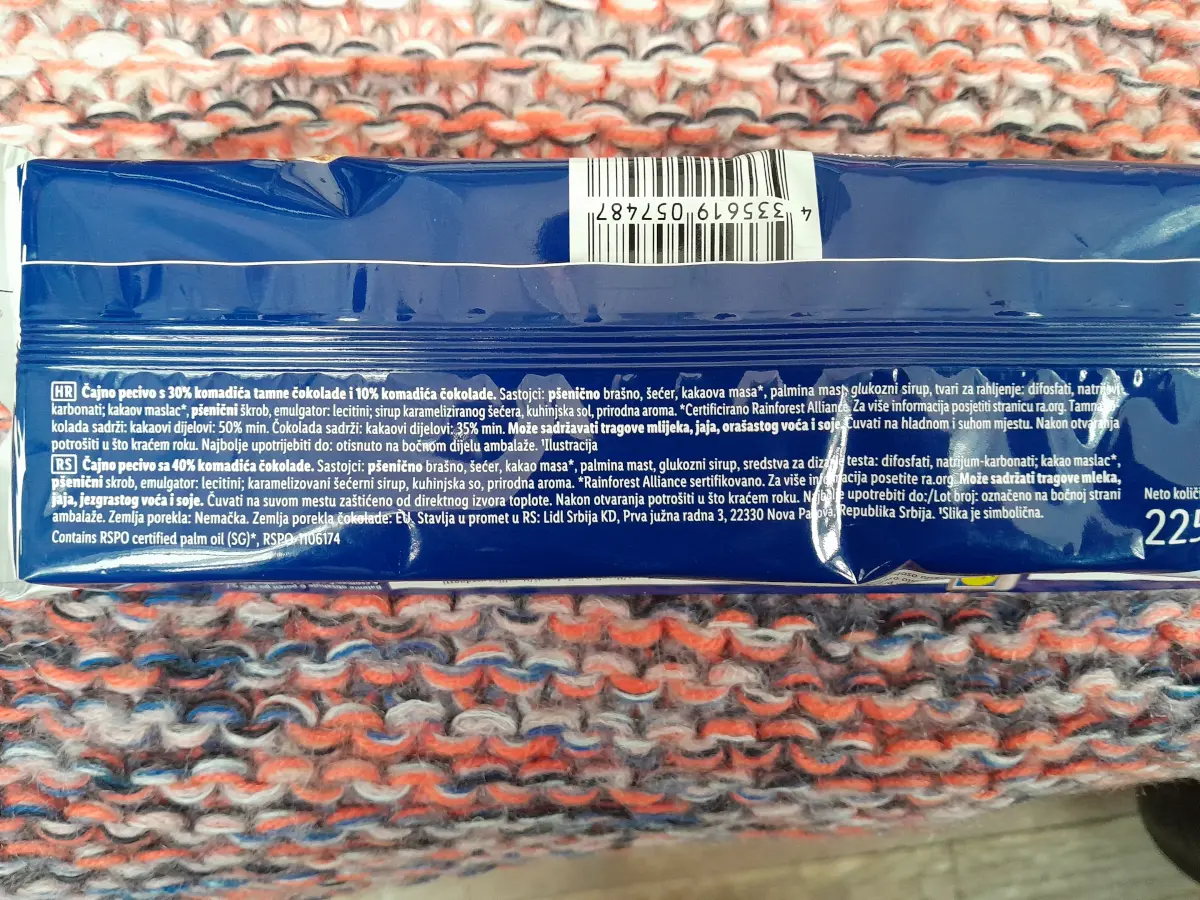 4 335619 057487
HR Čajno pecivo s 30% komadića tamne čokolade i 10% komadića čokolade. Sastojci: pšenično brašno, šećer, kakaova masa*, palmina mast, glukozni sirup, tvari za rahljenje: difosfati, natrijevi
karbonati; kakaov maslac*, pšenični škrob, emulgator: lecitini; sirup karameliziranog šećera, kuhinjska sol, prirodna aroma. *Certificirano Rainforest Alliance. Za više informacija posjetiti stranicu ra.org. Tamna
kolada sadrži: kakaovi dijelovi: 50% min. Čokolada sadrži: kakaovi dijelovi: 35% min. Može sadržavati tragove mlijeka, jaja, orašastog voća i soje. Čuvati na hladnom i suhom mjestu. Nakon otvaranja
potrošiti u što kraćem roku. Najbolje upotrijebiti do: otisnuto na bočnom dijelu ambalaže. ¹Ilustracija
RS Čajno pecivo sa 40% komadića čokolade. Sastojci: pšenično brašno, šećer, kakao masa*, palmina mast, glukozni sirup, sredstva za dizanje testa: difosfati, natrijum-karbonati; kakao maslac*,
pšenični skrob, emulgator: lecitini; karamelizovani šećerni sirup, kuhinjska so, prirodna aroma. *Rainforest Alliance sertifikovano. Za više informacija posetite ra.org. Može sadržavati tragove mleka,
jaja, jezgrastog voća i soje. Čuvati na suvom mestu zaštićeno od direktnog izvora toplote. Nakon otvaranja potrošiti u što kraćem roku. Najbolje upotrebiti do:/Lot broj: označeno na bočnoj strani
ambalaže. Zemlja porekla: Nemačka. Zemlja porekla čokolade: EU. Stavlja u promet u RS: Lidl Srbija KD, Prva južna radna 3, 22330 Nova Pazova, Republika Srbija. ¹Slika je simbolična.
Contains RSPO certified palm oil (SG)*, RSPO-1106174
Neto količ
225